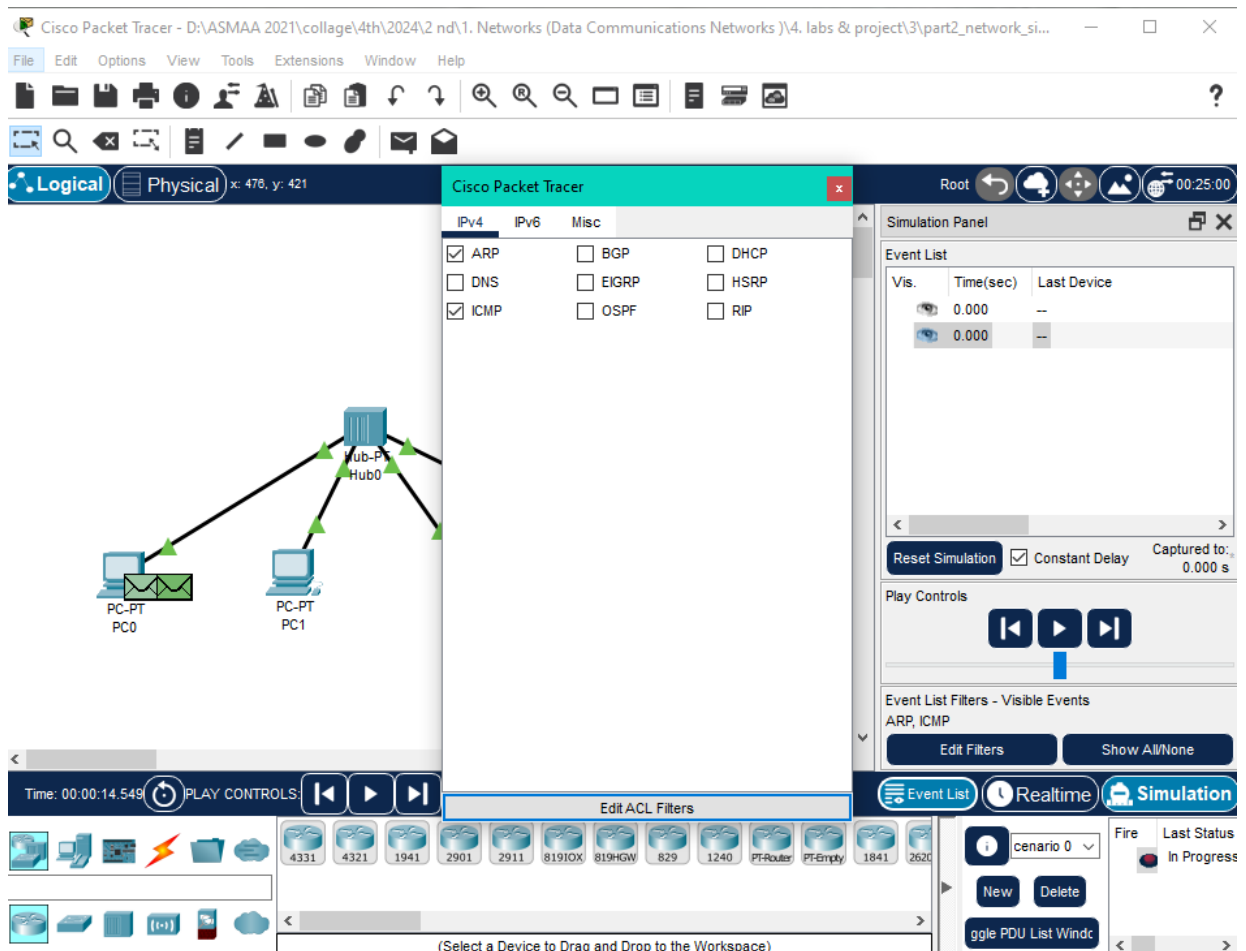 Cisco Packet Tracer - D:\ASMAA 2021\collage\4th\2024\2 nd\1. Networks (Data Communications Networks )\4. labs & project\3\part2_network_si...
File Edit Options View Tools Extensions Window Help
?
Logical Physical x: 476, y: 421
Root 00:25:00
Cisco Packet Tracer x
IPv4 IPv6 Misc
ARP BGP DHCP
DNS EIGRP HSRP
ICMP OSPF RIP
Edit ACL Filters
Hub-PT
Hub0
PC-PT
PC0
PC-PT
PC1
Simulation Panel
Event List
Vis. Time(sec) Last Device
0.000 --
0.000 --
Reset Simulation Constant Delay Captured to:
0.000 s
Play Controls
Event List Filters - Visible Events
ARP, ICMP
Edit Filters Show All/None
Time: 00:00:14.549 PLAY CONTROLS:
Event List Realtime Simulation
4331 4321 1941 2901 2911 819IOX 819HGW 829 1240 PT-Router PT-Empty 1841 2620
(Select a Device to Drag and Drop to the Workspace)
cenario 0
New Delete
ggle PDU List Windc
Fire Last Status
In Progress